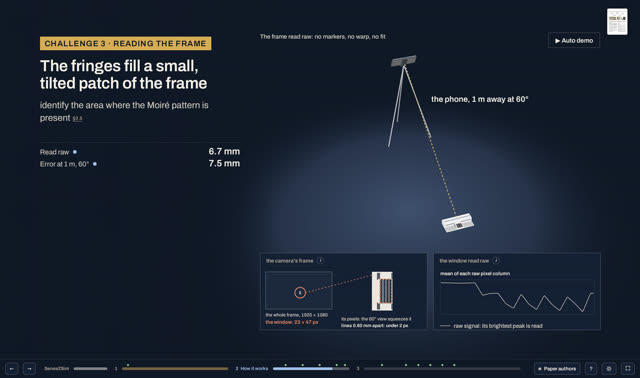 CHALLENGE 3 · READING THE FRAME
The fringes fill a small,
tilted patch of the frame
identify the area where the Moiré pattern is
present
Read raw
6.7 mm
Error at 1 m, 60°
7.5 mm
The frame read raw: no markers, no warp, no fit
▶ Auto demo
the phone, 1 m away at 60°
the camera's frame
the whole frame, 1920 × 1080
the window: 23 × 47 px
its pixels: the 60° view squeezes it
lines 0.60 mm apart: under 2 px
the window read raw
mean of each raw pixel column
raw signal: its brightest peak is read
← →
1
2 How it works
3
Paper authors
?